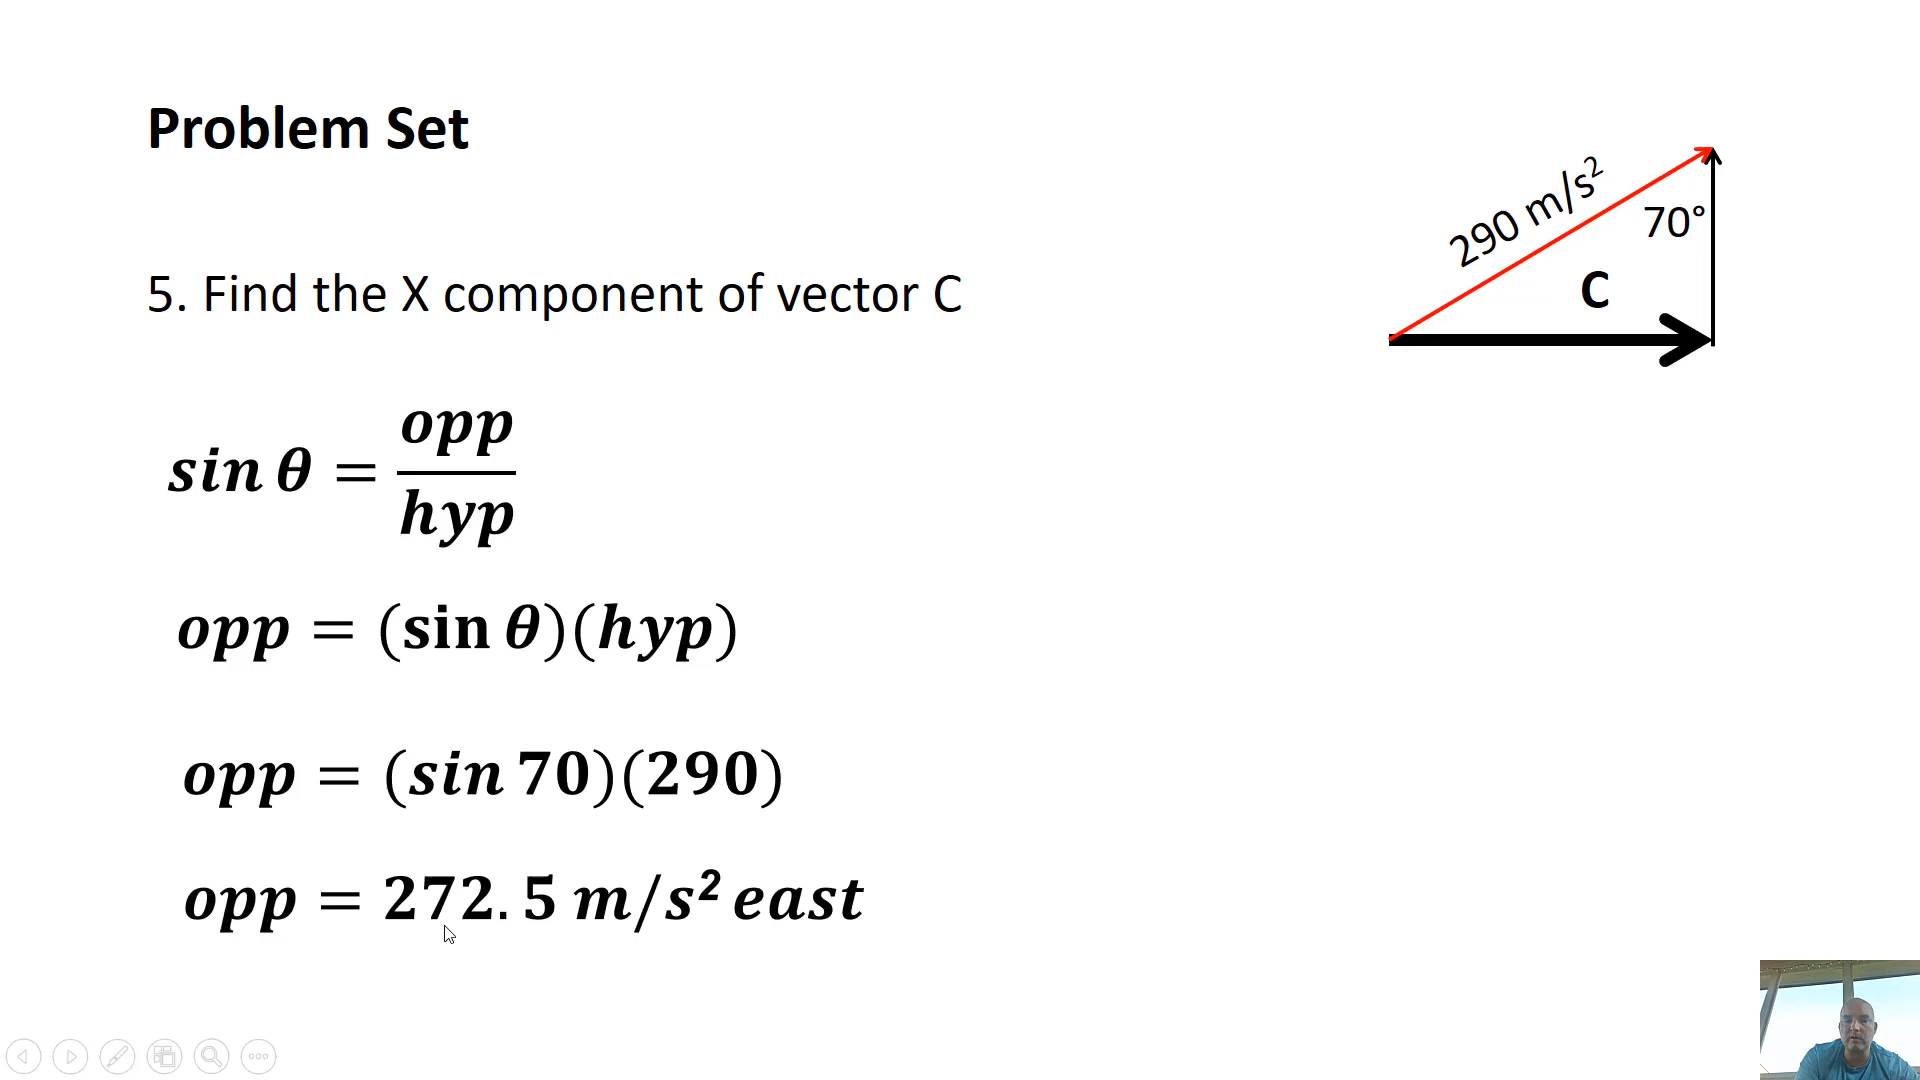 Problem Set
5. Find the X component of vector C
290 m/s²
70°
C
sin θ = opp/hyp
opp = (sin θ)(hyp)
opp = (sin 70)(290)
opp = 272.5 m/s² east